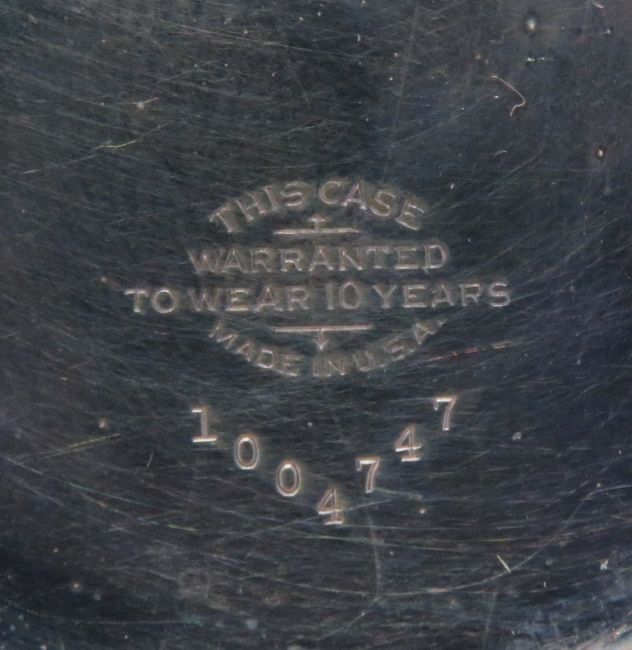 THIS CASE
WARRANTED
TO WEAR 10 YEARS
MADE IN U.S.A.
1004747